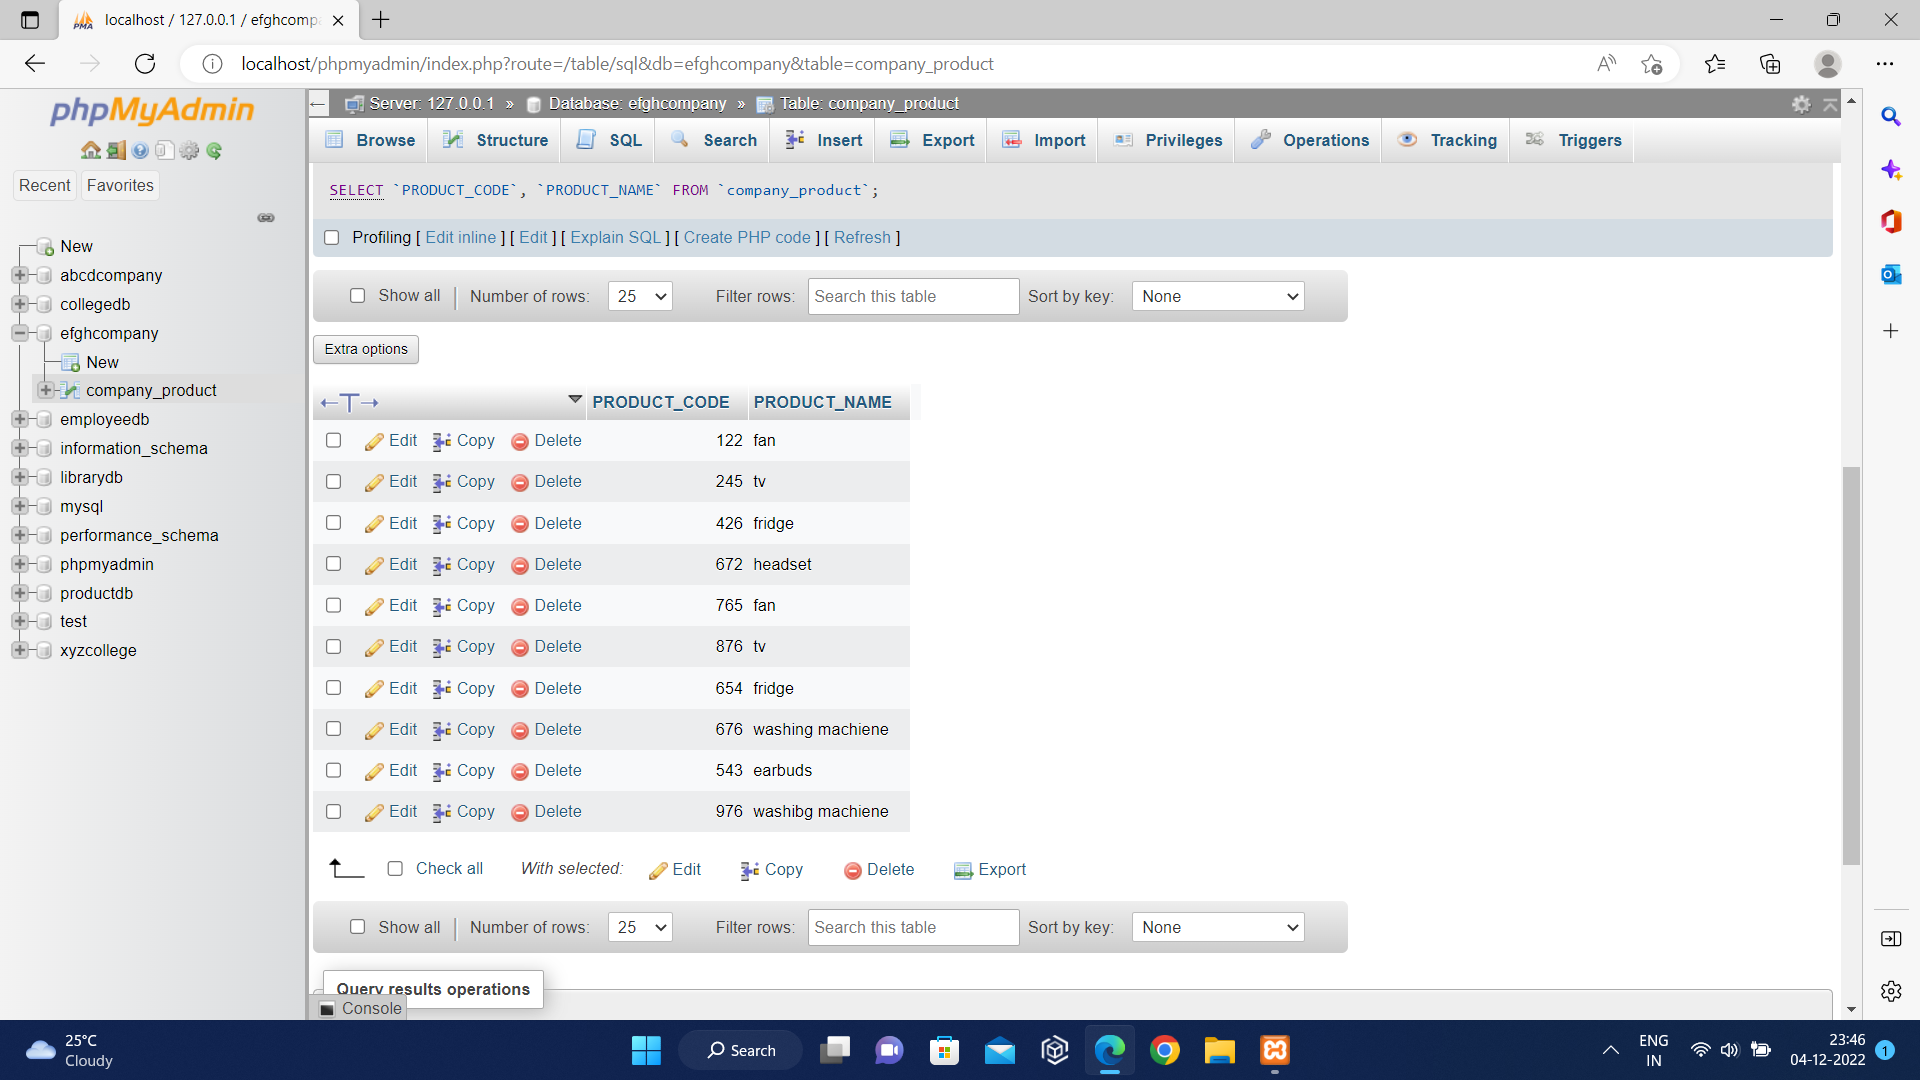 localhost / 127.0.0.1 / efghcomp
localhost/phpmyadmin/index.php?route=/table/sql&db=efghcompany&table=company_product
phpMyAdmin
Recent Favorites
New
abcdcompany
collegedb
efghcompany
New
company_product
employeedb
information_schema
librarydb
mysql
performance_schema
phpmyadmin
productdb
test
xyzcollege
Server: 127.0.0.1 » Database: efghcompany » Table: company_product
Browse Structure SQL Search Insert Export Import Privileges Operations Tracking Triggers
SELECT `PRODUCT_CODE`, `PRODUCT_NAME` FROM `company_product`;
Profiling [ Edit inline ] [ Edit ] [ Explain SQL ] [ Create PHP code ] [ Refresh ]
Show all Number of rows: 25 Filter rows: Search this table Sort by key: None
Extra options
PRODUCT_CODE PRODUCT_NAME
Edit Copy Delete 122 fan
Edit Copy Delete 245 tv
Edit Copy Delete 426 fridge
Edit Copy Delete 672 headset
Edit Copy Delete 765 fan
Edit Copy Delete 876 tv
Edit Copy Delete 654 fridge
Edit Copy Delete 676 washing machiene
Edit Copy Delete 543 earbuds
Edit Copy Delete 976 washibg machiene
Check all With selected: Edit Copy Delete Export
Show all Number of rows: 25 Filter rows: Search this table Sort by key: None
Query results operations
Console
25°C
Cloudy
Search
ENG
IN
23:46
04-12-2022
1